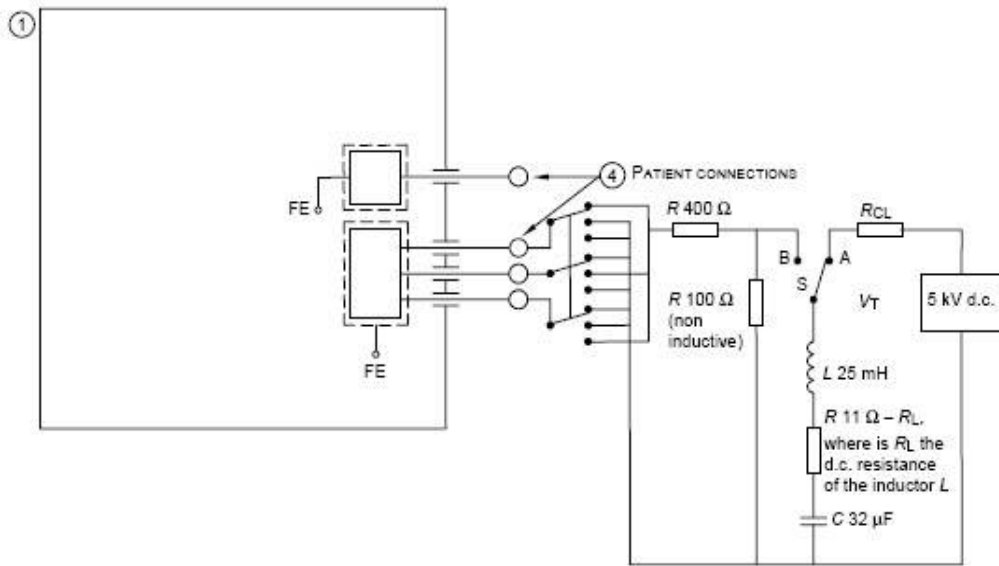 1
4 PATIENT CONNECTIONS
FE
R 400 Ω
RCL
B
A
S
VT
5 kV d.c.
R 100 Ω
(non
inductive)
FE
L 25 mH
R 11 Ω – RL,
where is RL the
d.c. resistance
of the inductor L
C 32 µF